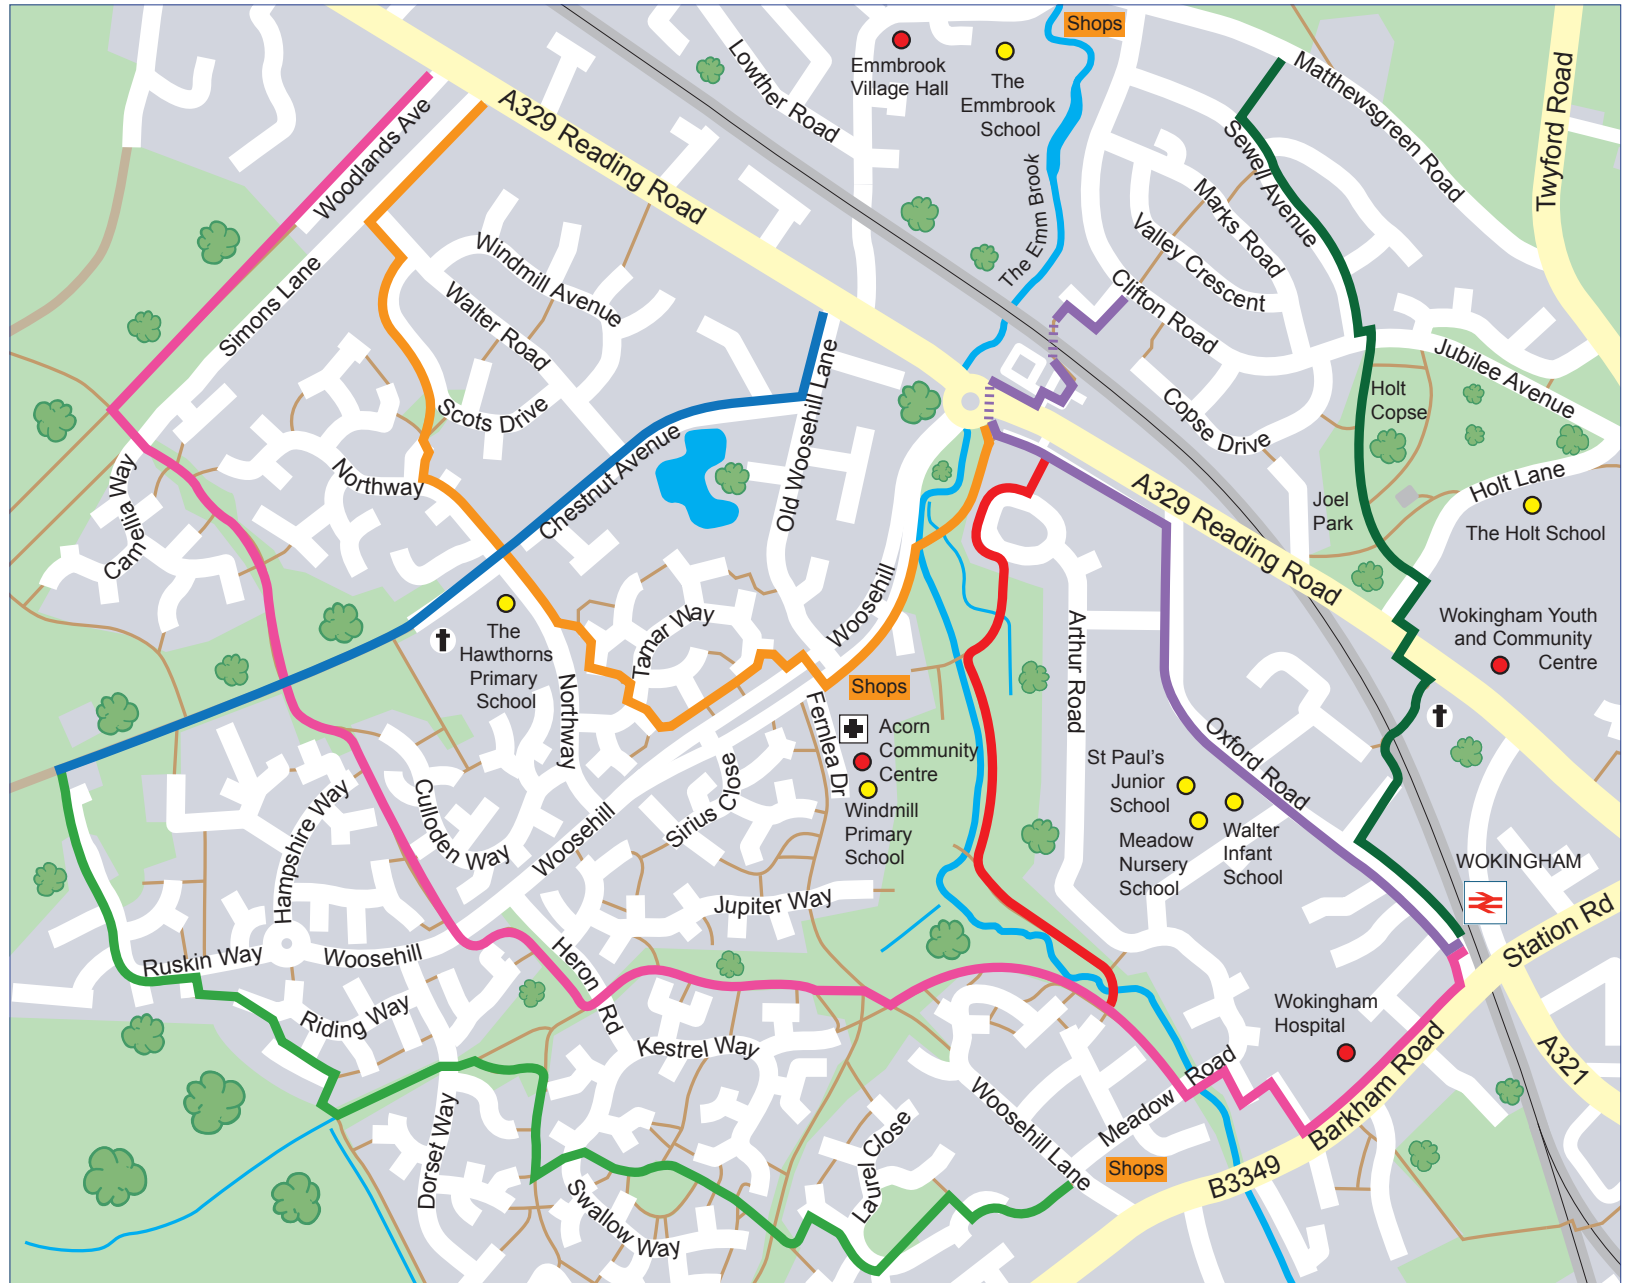 Shops
Emmbrook
Village Hall
The
Emmbrook
School
Lowther Road
Matthewsgreen Road
Twyford Road
A329 Reading Road
Woodlands Ave
Simons Lane
Windmill Avenue
Walter Road
Scots Drive
The Emm Brook
Sewell Avenue
Marks Road
Valley Crescent
Clifton Road
Copse Drive
Jubilee Avenue
Holt
Copse
Holt Lane
The Holt School
Joel
Park
A329 Reading Road
Camellia Way
Northway
Chestnut Avenue
Old Woosehill Lane
Woosehill
The
Hawthorns
Primary
School
Tamar Way
Northway
Shops
Fernlea Dr
Acorn
Community
Centre
Windmill
Primary
School
Arthur Road
Wokingham Youth
and Community
Centre
Oxford Road
St Paul's
Junior
School
Meadow
Nursery
School
Walter
Infant
School
WOKINGHAM
Station Rd
Hampshire Way
Culloden Way
Woosehill
Sirius Close
Jupiter Way
Ruskin Way
Woosehill
Heron Rd
Riding Way
Kestrel Way
Wokingham
Hospital
Barkham Road
A321
Dorset Way
Swallow Way
Laurel Close
Woosehill Lane
Meadow Road
Shops
B3349